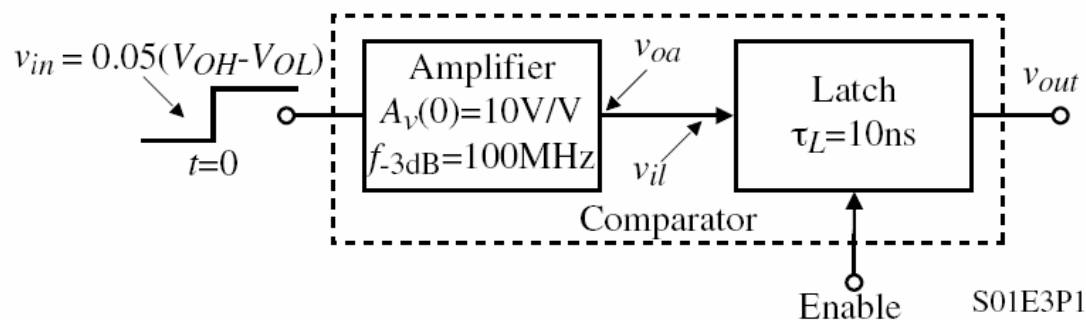 v_in = 0.05(V_OH-V_OL)
t=0
Amplifier
A_v(0)=10V/V
f_-3dB=100MHz
v_oa
v_il
Latch
τ_L=10ns
v_out
Comparator
Enable
S01E3P1